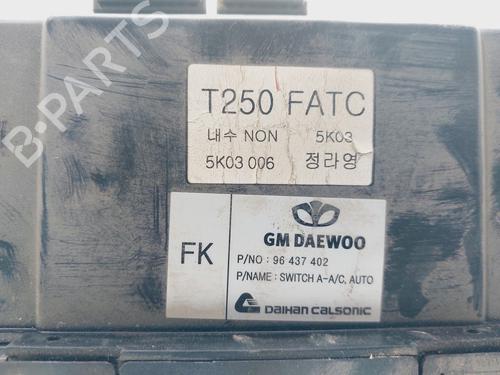 T250 FATC
내수 NON 5K03
5K03 006 정라영
FK
GM DAEWOO
P/NO : 96 437 402
P/NAME : SWITCH A-A/C, AUTO
DAIHAN CALSONIC
B-PARTS